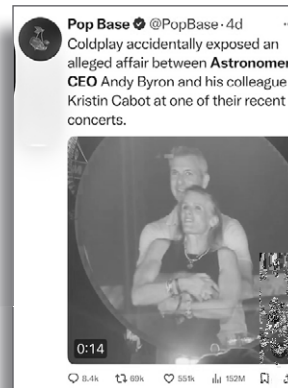 Pop Base @PopBase · 4d
Coldplay accidentally exposed an
alleged affair between Astronomer
CEO Andy Byron and his colleague
Kristin Cabot at one of their recent
concerts.
0:14
8.4k 69k 551k 152M